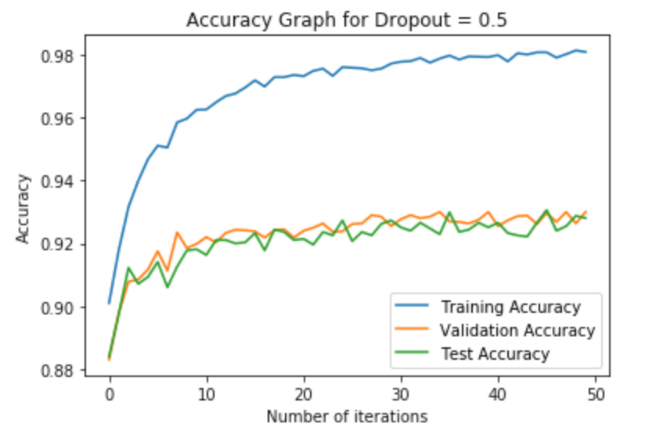 Accuracy Graph for Dropout = 0.5
Accuracy
0.98
0.96
0.94
0.92
0.90
0.88
Training Accuracy
Validation Accuracy
Test Accuracy
0 10 20 30 40 50
Number of iterations